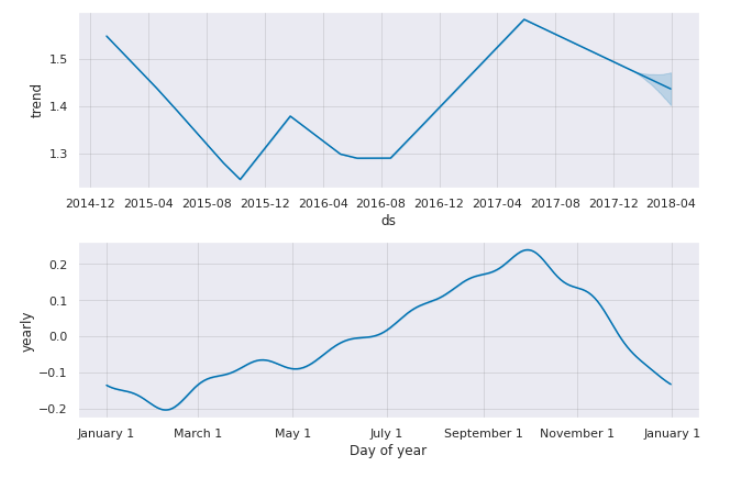 trend
1.5
1.4
1.3
2014-12 2015-04 2015-08 2015-12 2016-04 2016-08 2016-12 2017-04 2017-08 2017-12 2018-04
ds
yearly
0.2
0.1
0.0
−0.1
−0.2
January 1 March 1 May 1 July 1 September 1 November 1 January 1
Day of year